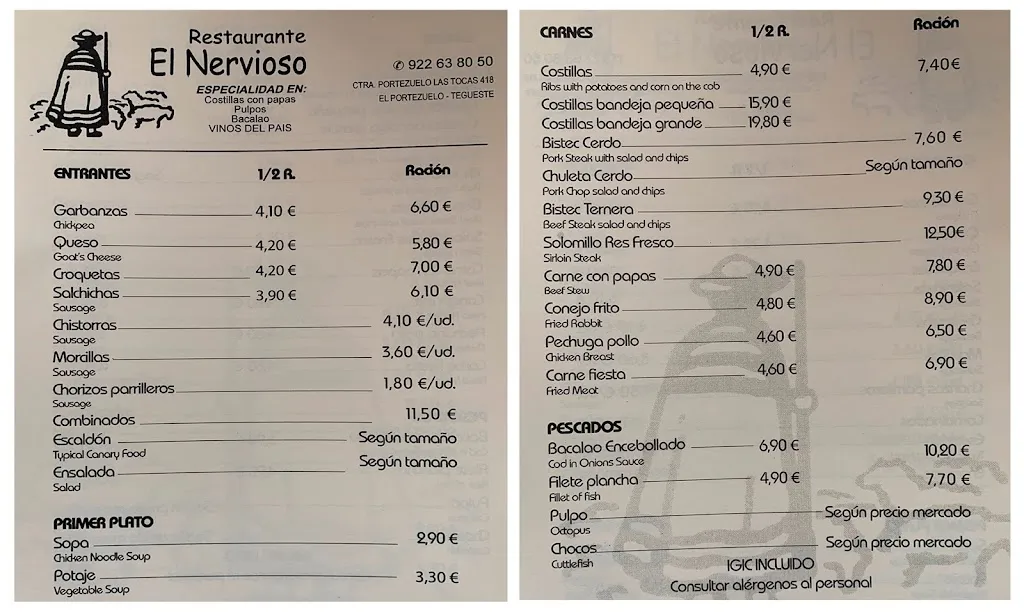 Restaurante
El Nervioso
ESPECIALIDAD EN:
Costillas con papas
Pulpos
Bacalao
VINOS DEL PAIS
✆ 922 63 80 50
CTRA. PORTEZUELO LAS TOCAS 418
EL PORTEZUELO - TEGUESTE
ENTRANTES 1/2 R. Ración
Garbanzas 4,10 € 6,60 €
Chickpea
Queso 4,20 € 5,80 €
Goat's Cheese
Croquetas 4,20 € 7,00 €
Salchichas 3,90 € 6,10 €
Sausage
Chistorras 4,10 €/ud.
Sausage
Morcillas 3,60 €/ud.
Sausage
Chorizos parrilleros 1,80 €/ud.
Sausage
Combinados 11,50 €
Escaldón Según tamaño
Typical Canary Food
Ensalada Según tamaño
Salad
PRIMER PLATO
Sopa 2,90 €
Chicken Noodle Soup
Potaje 3,30 €
Vegetable Soup
CARNES 1/2 R. Ración
Costillas 4,90 € 7,40 €
Ribs with potatoes and corn on the cob
Costillas bandeja pequeña 15,90 €
Costillas bandeja grande 19,80 €
Bistec Cerdo 7,60 €
Pork Steak with salad and chips
Chuleta Cerdo Según tamaño
Pork Chop salad and chips
Bistec Ternera 9,30 €
Beef Steak salad and chips
Solomillo Res Fresco 12,50€
Sirloin Steak
Carne con papas 4,90 € 7,80 €
Beef Stew
Conejo frito 4,80 € 8,90 €
Fried Rabbit
Pechuga pollo 4,60 € 6,50 €
Chicken Breast
Carne fiesta 4,60 € 6,90 €
Fried Meat
PESCADOS
Bacalao Encebollado 6,90 € 10,20 €
Cod in Onions Sauce
Filete plancha 4,90 € 7,70 €
Fillet of fish
Pulpo Según precio mercado
Octopus
Chocos Según precio mercado
Cuttlefish
IGIC INCLUIDO
Consultar alérgenos al personal